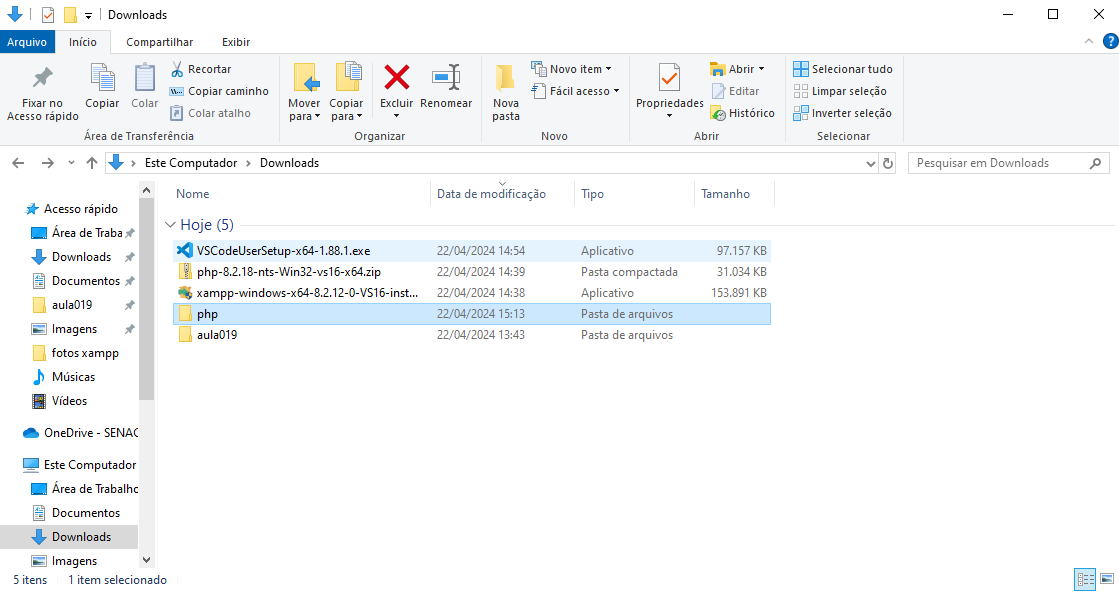 Downloads
Arquivo Início Compartilhar Exibir ?
Fixar no Acesso rápido
Copiar
Colar
Recortar
Copiar caminho
Colar atalho
Área de Transferência
Mover para
Copiar para
Excluir
Renomear
Organizar
Nova pasta
Novo item
Fácil acesso
Novo
Propriedades
Abrir
Editar
Histórico
Abrir
Selecionar tudo
Limpar seleção
Inverter seleção
Selecionar
Este Computador > Downloads
Pesquisar em Downloads
Acesso rápido
Área de Traba
Downloads
Documentos
aula019
Imagens
fotos xampp
Músicas
Vídeos
OneDrive - SENAC
Este Computador
Área de Trabalho
Documentos
Downloads
Imagens
Nome Data de modificação Tipo Tamanho
Hoje (5)
VSCodeUserSetup-x64-1.88.1.exe 22/04/2024 14:54 Aplicativo 97.157 KB
php-8.2.18-nts-Win32-vs16-x64.zip 22/04/2024 14:39 Pasta compactada 31.034 KB
xampp-windows-x64-8.2.12-0-VS16-inst... 22/04/2024 14:38 Aplicativo 153.891 KB
php 22/04/2024 15:13 Pasta de arquivos
aula019 22/04/2024 13:43 Pasta de arquivos
5 itens 1 item selecionado